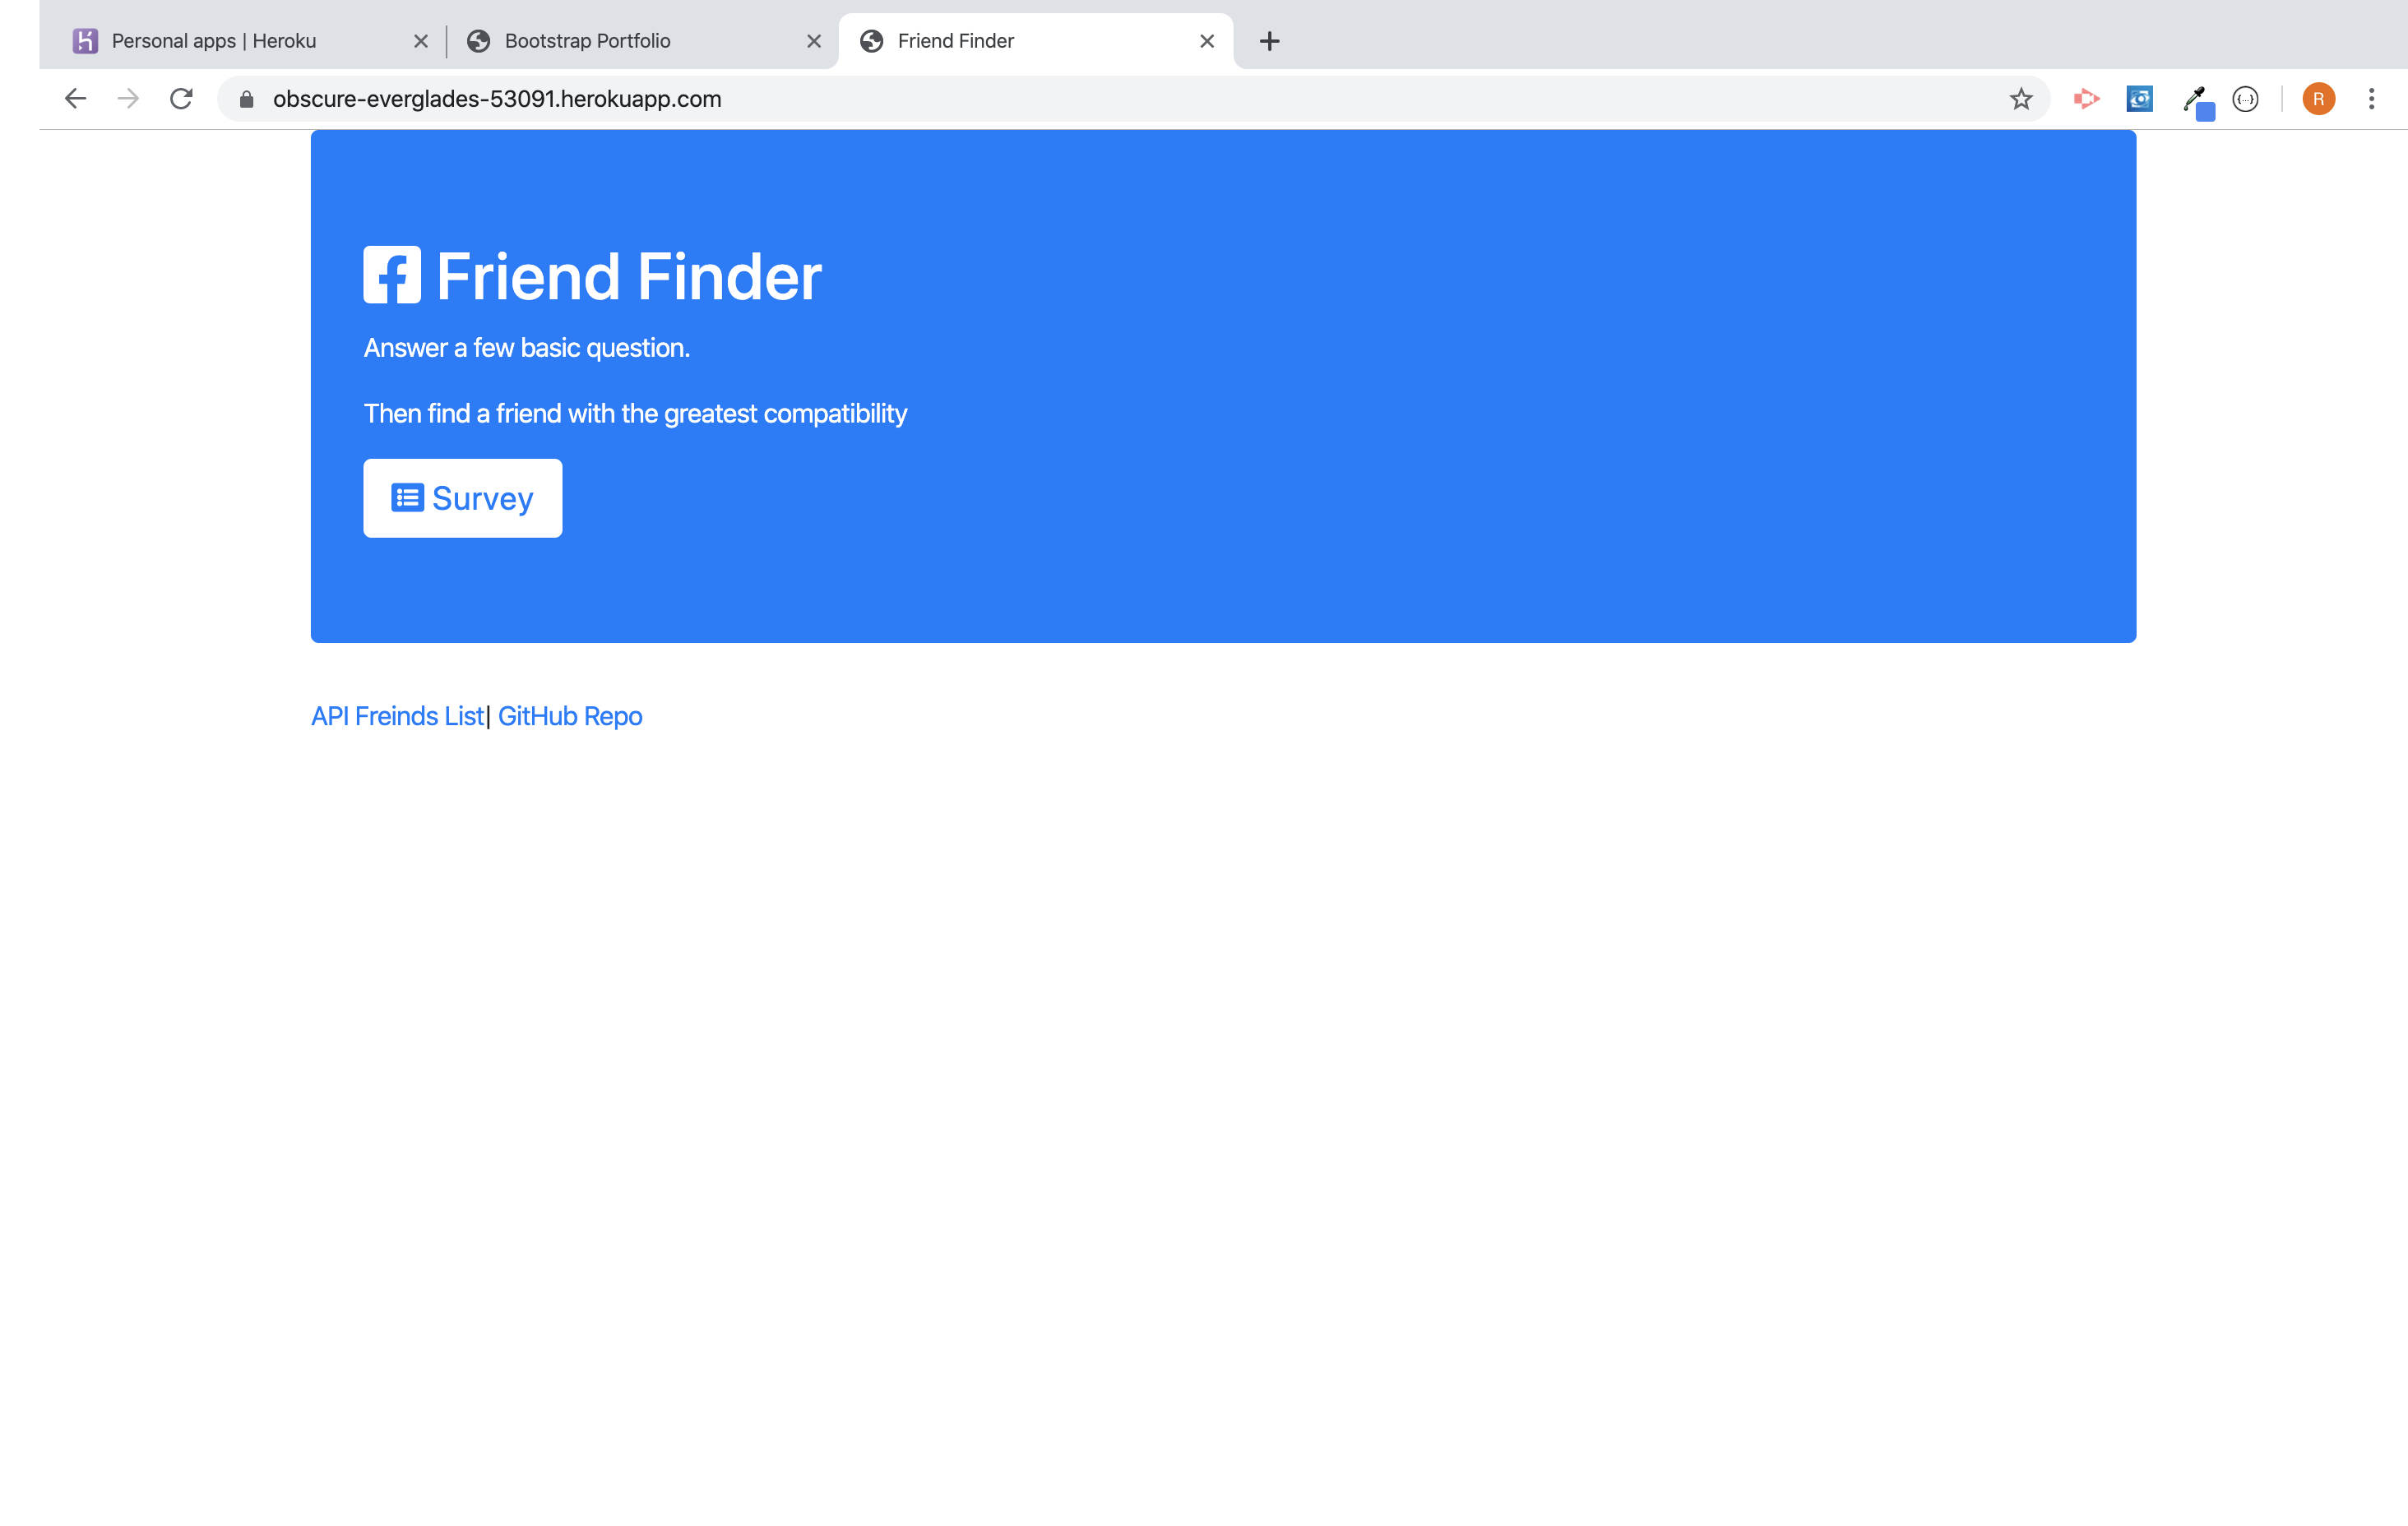 Personal apps | Heroku
Bootstrap Portfolio
Friend Finder
obscure-everglades-53091.herokuapp.com
R
Friend Finder
Answer a few basic question.
Then find a friend with the greatest compatibility
Survey
API Freinds List| GitHub Repo